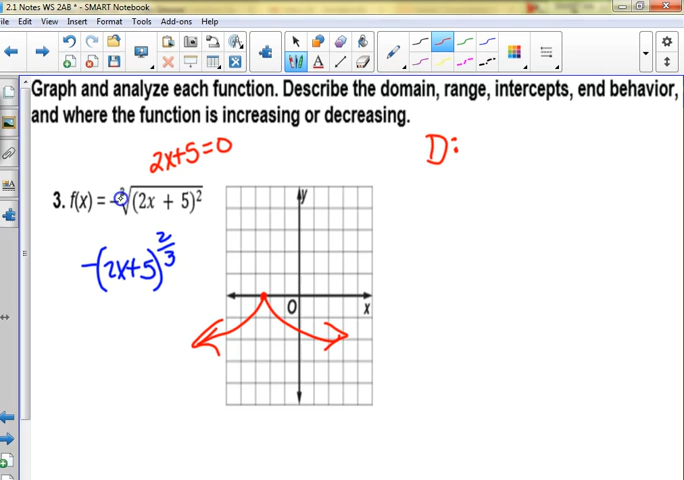 2.1 Notes WS 2AB * - SMART Notebook
File Edit View Insert Format Tools Add-ons Help
Graph and analyze each function. Describe the domain, range, intercepts, end behavior,
and where the function is increasing or decreasing.
2x+5=0
D:
3. f(x) = -∛(2x + 5)²
-(2x+5)^(2/3)
y
O
x